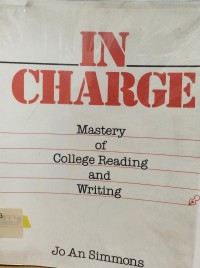 IN
CHARGE
Mastery
of
College Reading
and
Writing
Jo An Simmons